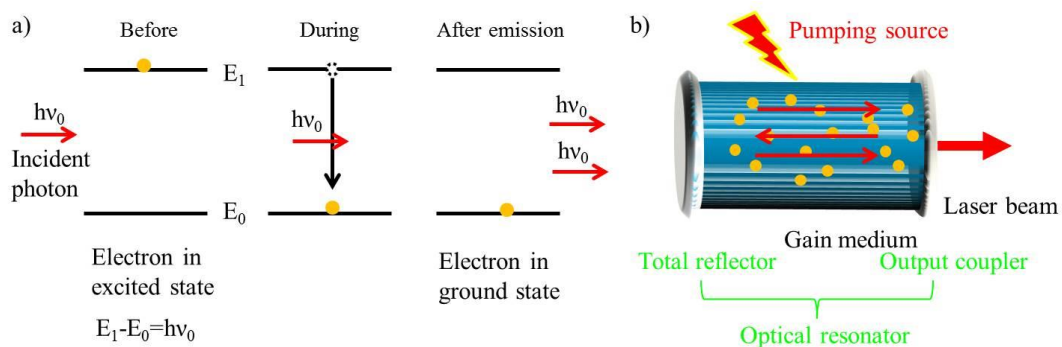 a)
Before
During
After emission
E₁
hν₀
Incident
photon
hν₀
hν₀
hν₀
E₀
Electron in
excited state
E₁-E₀=hν₀
Electron in
ground state
b)
Pumping source
Laser beam
Gain medium
Total reflector
Output coupler
Optical resonator